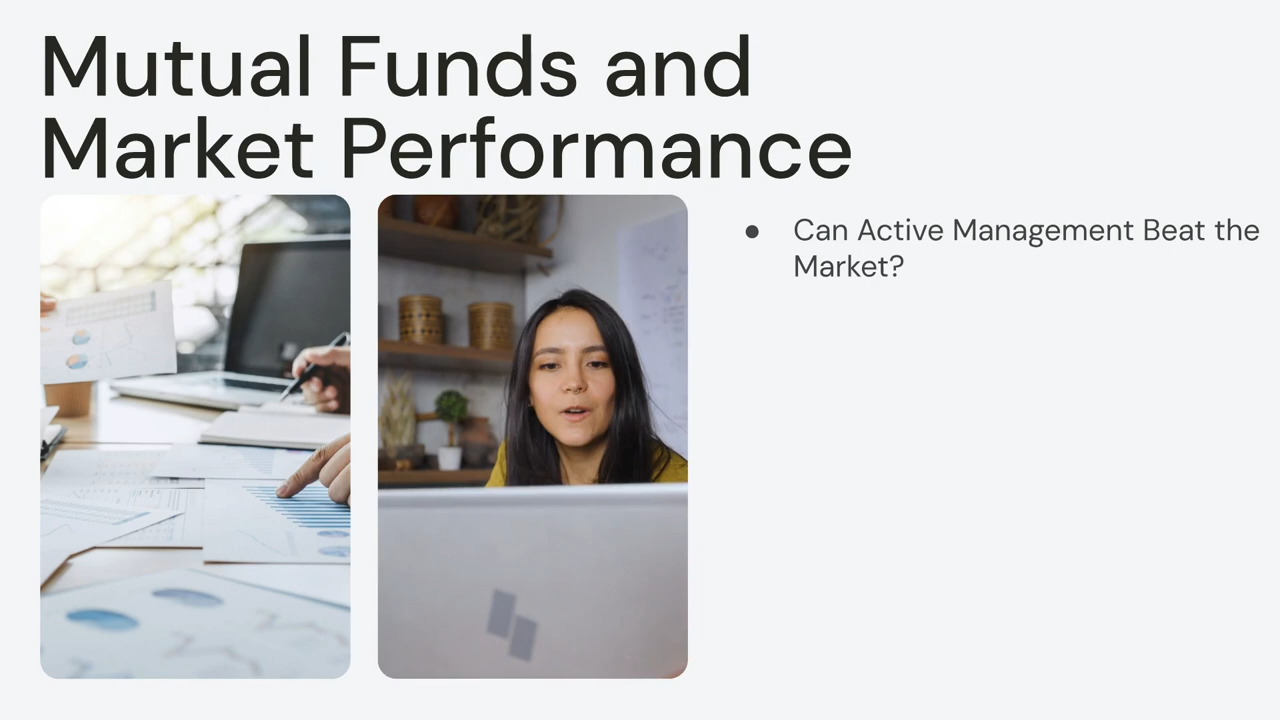 Mutual Funds and
Market Performance
● Can Active Management Beat the
Market?